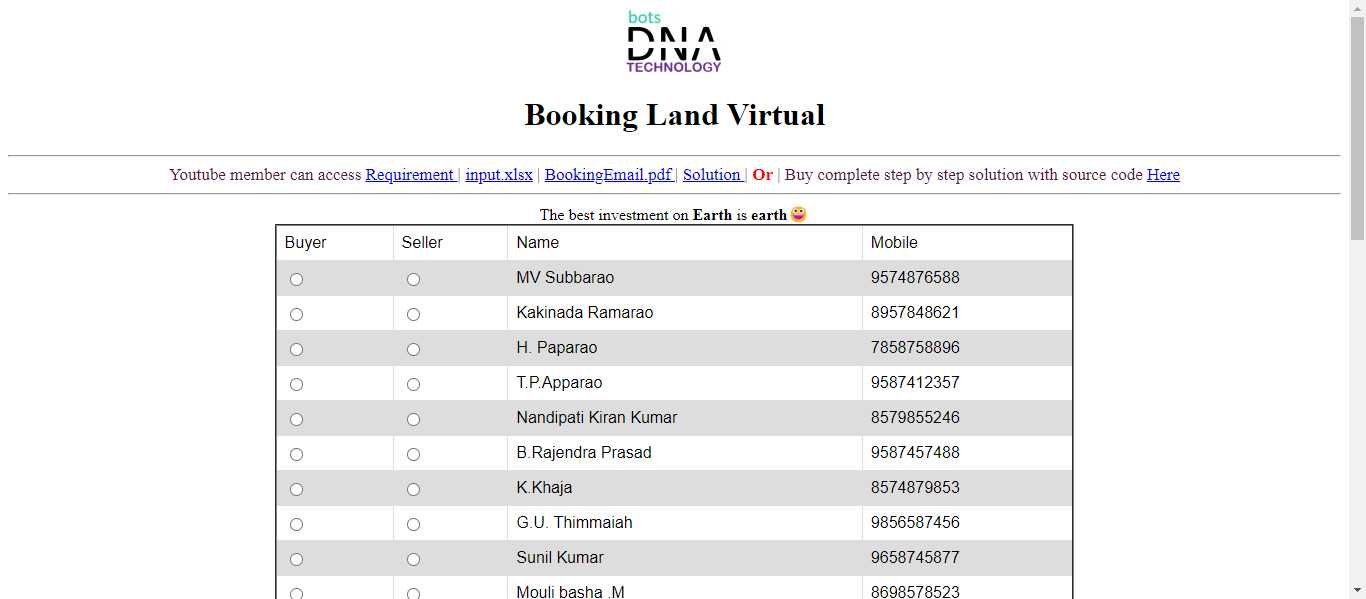 bots
DNA
TECHNOLOGY
Booking Land Virtual
Youtube member can access Requirement | input.xlsx | BookingEmail.pdf | Solution | Or | Buy complete step by step solution with source code Here
The best investment on Earth is earth 😀
Buyer Seller Name Mobile
MV Subbarao 9574876588
Kakinada Ramarao 8957848621
H. Paparao 7858758896
T.P.Apparao 9587412357
Nandipati Kiran Kumar 8579855246
B.Rajendra Prasad 9587457488
K.Khaja 8574879853
G.U. Thimmaiah 9856587456
Sunil Kumar 9658745877
Mouli basha .M 8698578523